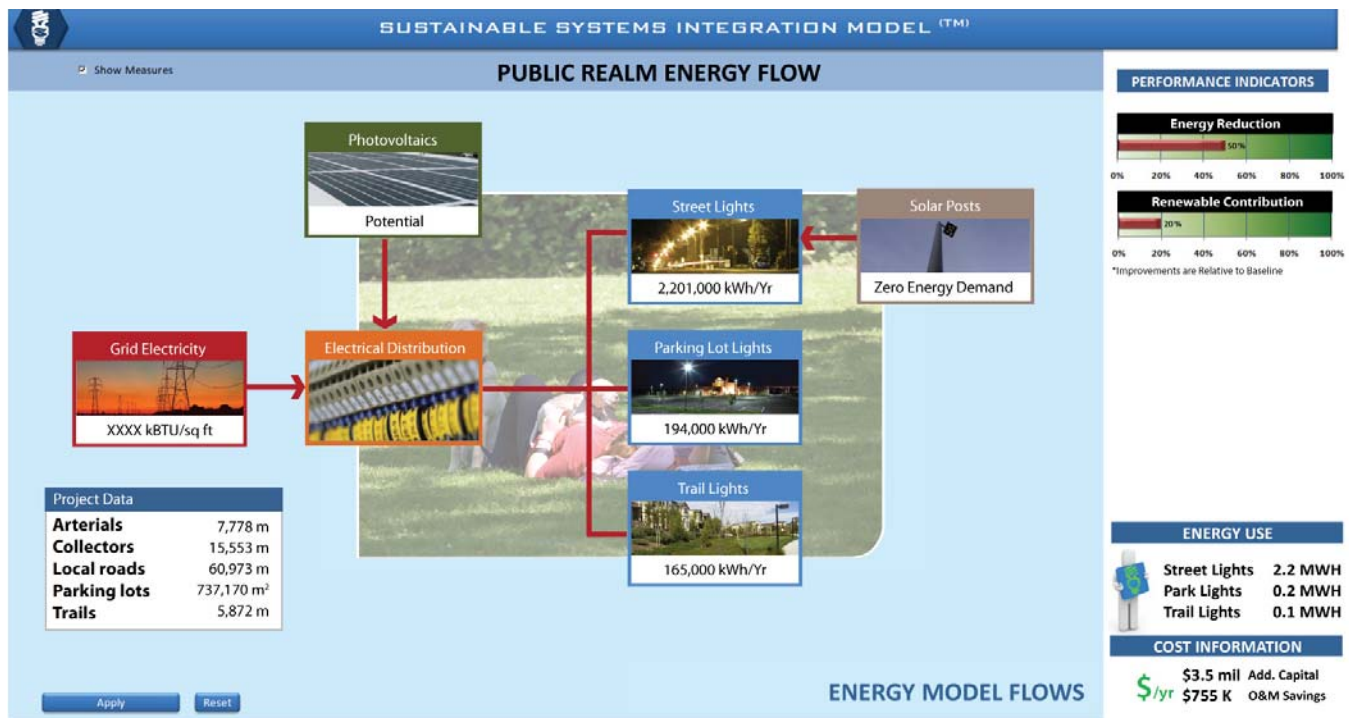 SUSTAINABLE SYSTEMS INTEGRATION MODEL (TM)
Show Measures
PUBLIC REALM ENERGY FLOW
PERFORMANCE INDICATORS
Energy Reduction
50%
0% 20% 40% 60% 80% 100%
Renewable Contribution
20%
0% 20% 40% 60% 80% 100%
*Improvements are Relative to Baseline
Photovoltaics
Potential
Street Lights
2,201,000 kWh/Yr
Solar Posts
Zero Energy Demand
Grid Electricity
XXXX kBTU/sq ft
Electrical Distribution
Parking Lot Lights
194,000 kWh/Yr
Trail Lights
165,000 kWh/Yr
Project Data
Arterials 7,778 m
Collectors 15,553 m
Local roads 60,973 m
Parking lots 737,170 m²
Trails 5,872 m
ENERGY USE
Street Lights 2.2 MWH
Park Lights 0.2 MWH
Trail Lights 0.1 MWH
COST INFORMATION
$/yr
$3.5 mil Add. Capital
$755 K O&M Savings
Apply
Reset
ENERGY MODEL FLOWS